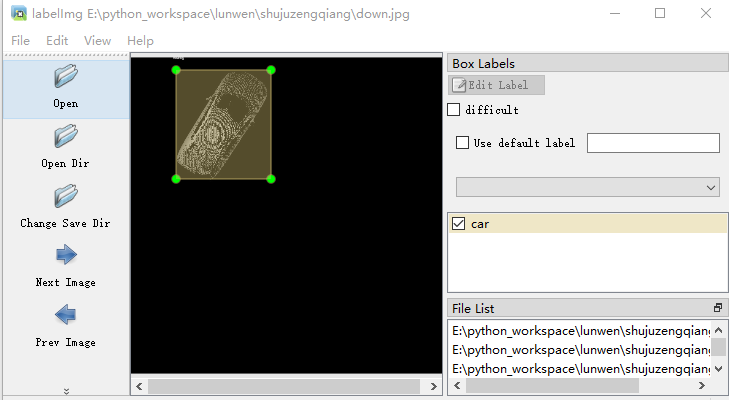 labelImg E:\python_workspace\lunwen\shujuzengqiang\down.jpg
File Edit View Help
Open
Open Dir
Change Save Dir
Next Image
Prev Image
Box Labels
Edit Label
difficult
Use default label
car
File List
E:\python_workspace\lunwen\shujuzengqiang
E:\python_workspace\lunwen\shujuzengqiang
E:\python_workspace\lunwen\shujuzengqiang